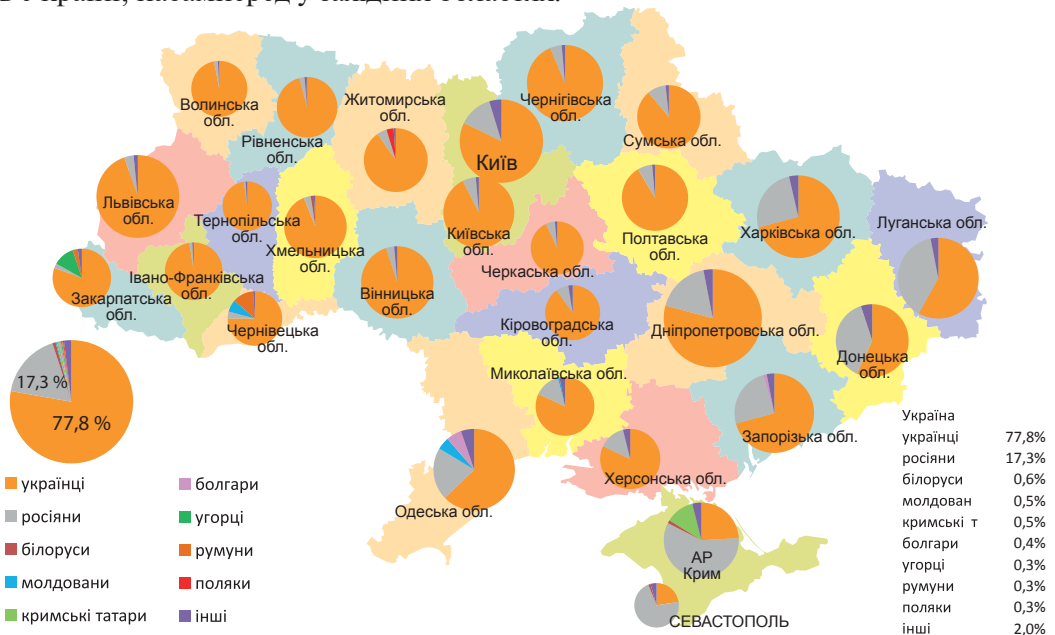 Волинська
обл.
Рівненська
обл.
Житомирська
обл.
Київ
Чернігівська
обл.
Сумська обл.
Львівська
обл.
Тернопільська
обл.
Хмельницька
обл.
Київська
обл.
Черкаська обл.
Полтавська
обл.
Харківська обл.
Луганська обл.
Закарпатська
обл.
Івано-Франківська
обл.
Чернівецька
обл.
Вінницька
обл.
Кіровоградська
обл.
Дніпропетровська обл.
Донецька
обл.
Миколаївська обл.
Запорізька обл.
Херсонська обл.
Одеська обл.
АР
Крим
СЕВАСТОПОЛЬ
17,3 %
77,8 %
українці
росіяни
білоруси
молдовани
кримські татари
болгари
угорці
румуни
поляки
інші
Україна
українці 77,8%
росіяни 17,3%
білоруси 0,6%
молдован 0,5%
кримські т 0,5%
болгари 0,4%
угорці 0,3%
румуни 0,3%
поляки 0,3%
інші 2,0%